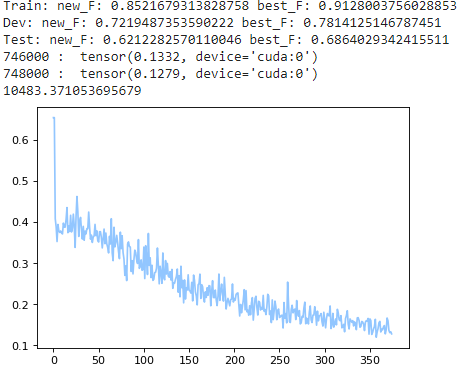 Train: new_F: 0.8521679313828758 best_F: 0.9128003756028853
Dev: new_F: 0.7219487353590222 best_F: 0.7814125146787451
Test: new_F: 0.6212282570110046 best_F: 0.6864029342415511
746000 :  tensor(0.1332, device='cuda:0')
748000 :  tensor(0.1279, device='cuda:0')
10483.371053695679
0.6
0.5
0.4
0.3
0.2
0.1
0 50 100 150 200 250 300 350